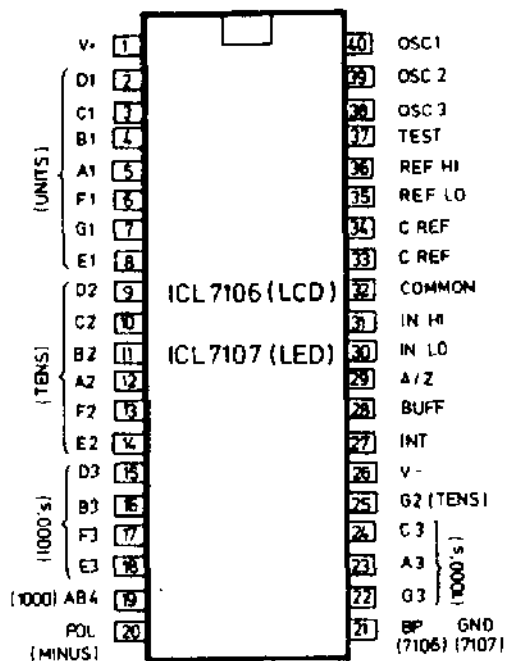 V+ 1 40 OSC1
D1 2 39 OSC 2
C1 3 38 OSC 3
B1 4 37 TEST
A1 5 36 REF HI
F1 6 35 REF LO
G1 7 34 C REF
E1 8 33 C REF
(UNITS)
D2 9 ICL7106(LCD) 32 COMMON
C2 10 31 IN HI
B2 11 ICL7107(LED) 30 IN LO
A2 12 29 A/Z
F2 13 28 BUFF
E2 14 27 INT
(TENS)
D3 15 26 V-
B3 16 25 G2 (TENS)
F3 17 24 C3
E3 18 23 A3
(1000's)
(1000) AB4 19 22 G3
(1000's)
POL 20 21 BP GND
(MINUS) (7106) (7107)